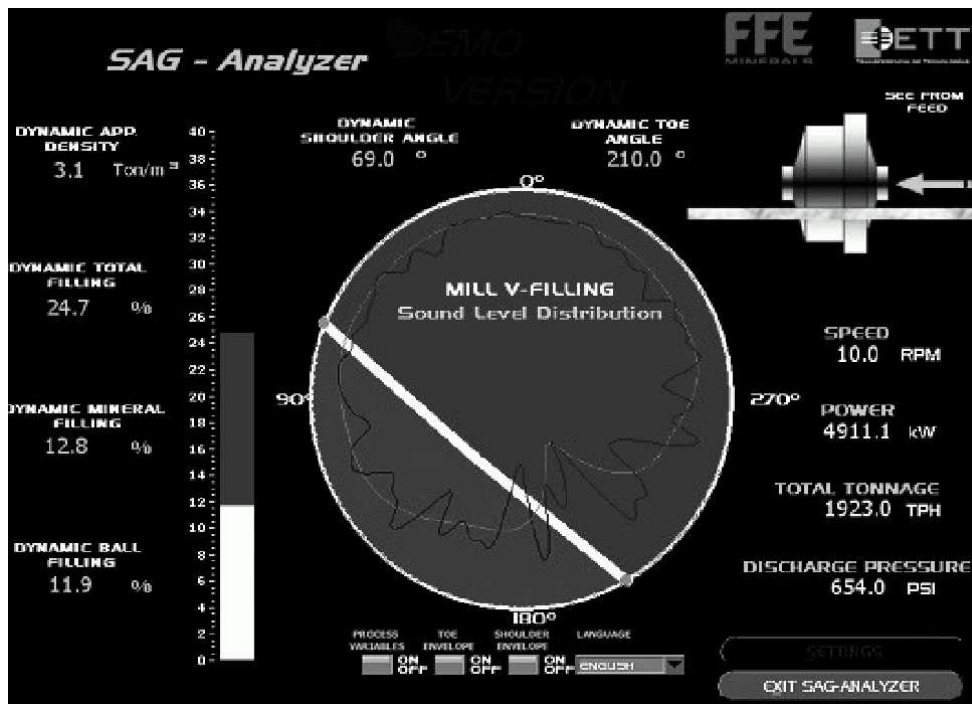 SAG - Analyzer
DEMO
VERSION
FFE
MINERALS
ETT
SEE FROM
FEED
DYNAMIC APP.
DENSITY
3.1 Ton/m³
DYNAMIC
SHOULDER ANGLE
69.0 °
DYNAMIC TOE
ANGLE
210.0 °
40
38
36
34
32
30
28
26
24
22
20
18
16
14
12
10
8
6
4
2
0
0°
90°
180°
270°
MILL V-FILLING
Sound Level Distribution
DYNAMIC TOTAL
FILLING
24.7 %
DYNAMIC MINERAL
FILLING
12.8 %
DYNAMIC BALL
FILLING
11.9 %
SPEED
10.0 RPM
POWER
4911.1 kW
TOTAL TONNAGE
1923.0 TPH
DISCHARGE PRESSURE
654.0 PSI
PROCESS
VARIABLES
ON
OFF
TOE
ENVELOPE
ON
OFF
SHOULDER
ENVELOPE
ON
OFF
LANGUAGE
ENGLISH
SETTINGS
EXIT SAG-ANALYZER